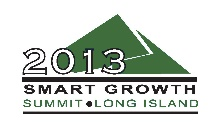 2013
SMART GROWTH
SUMMIT • LONG ISLAND